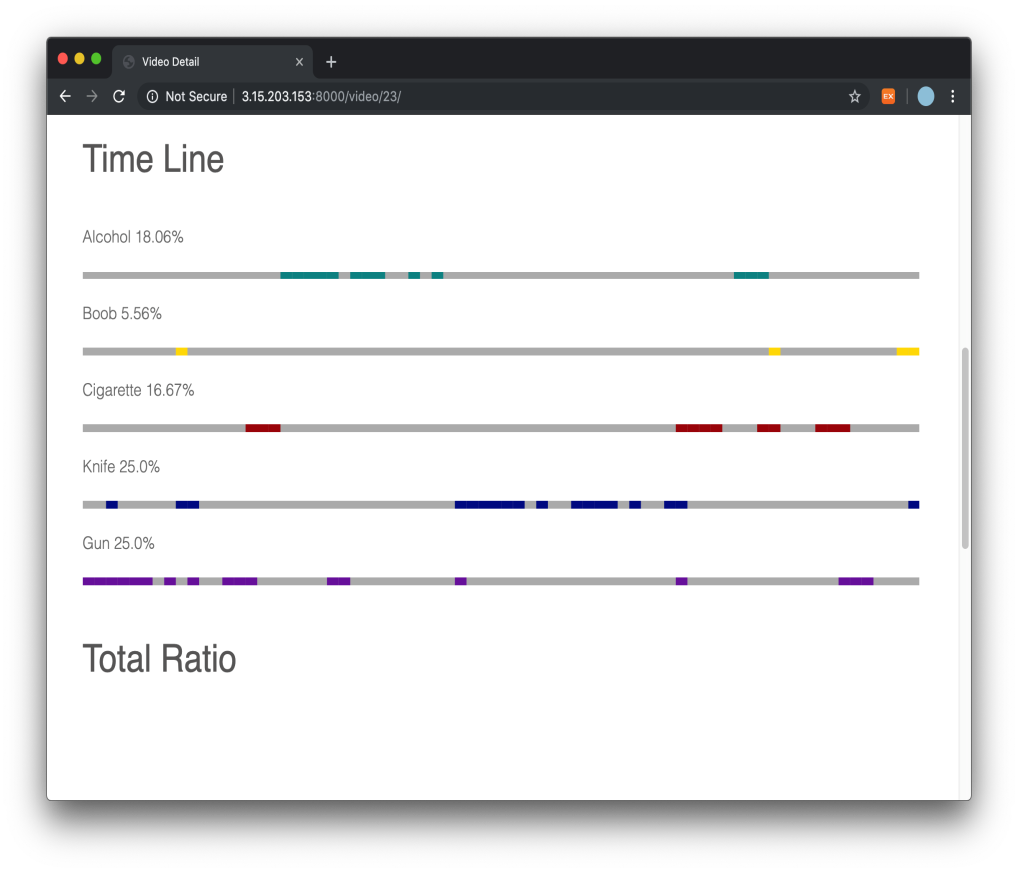 Video Detail
Not Secure 3.15.203.153:8000/video/23/
EX
Time Line
Alcohol 18.06%
Boob 5.56%
Cigarette 16.67%
Knife 25.0%
Gun 25.0%
Total Ratio